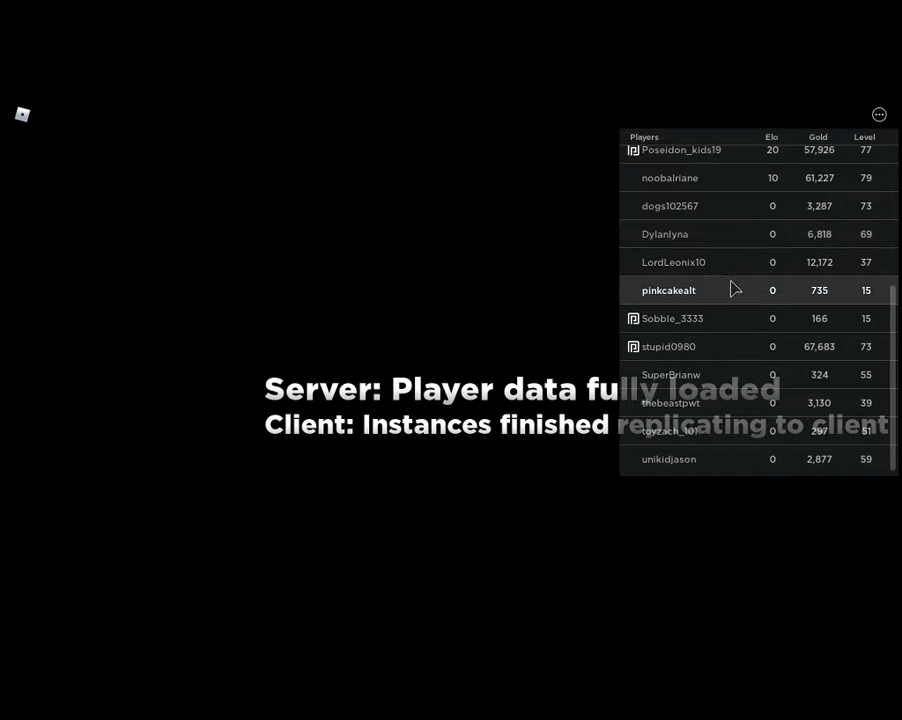 Players Elo Gold Level
Poseidon_kids19 20 57,926 77
noobalriane 10 61,227 79
dogs102567 0 3,287 73
Dylanlyna 0 6,818 69
LordLeonix10 0 12,172 37
pinkcakealt 0 735 15
Sobble_3333 0 166 15
stupid0980 0 67,683 73
SuperBrianw 0 324 55
thebeastpwt 0 3,130 39
toyzach_101 0 297 51
unikidjason 0 2,877 59
Server: Player data fully loaded
Client: Instances finished replicating to client